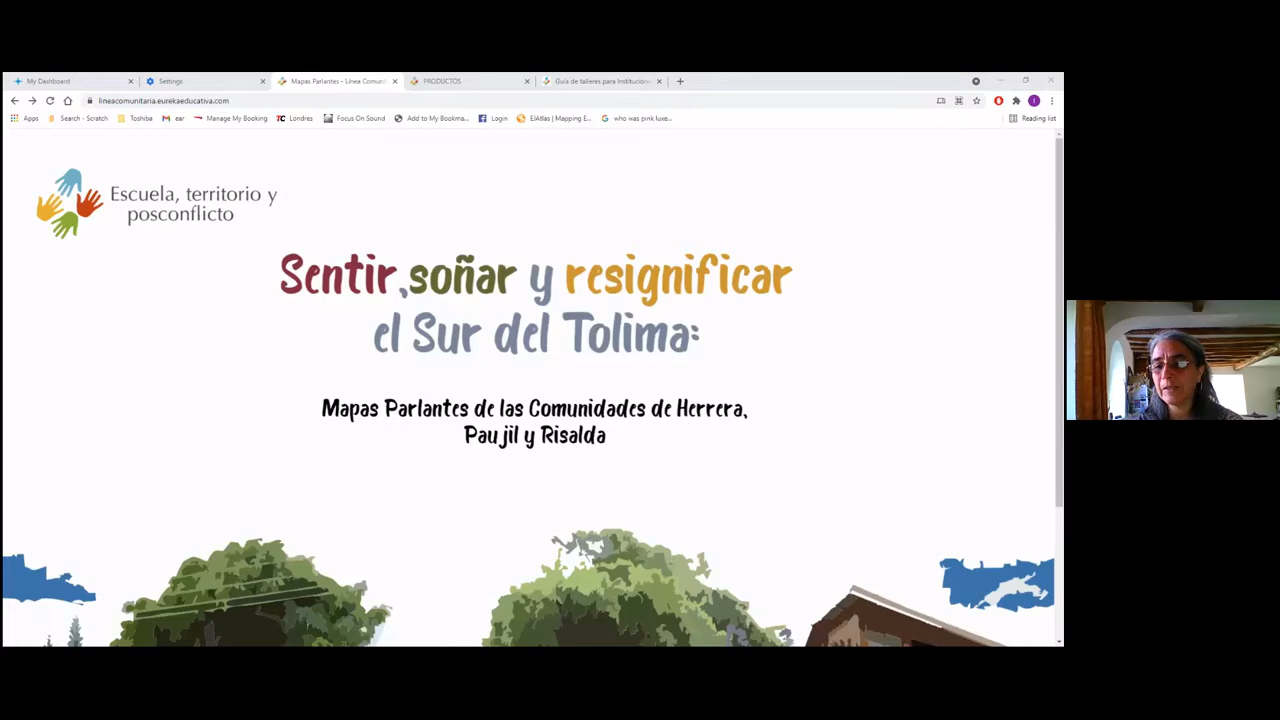 My Dashboard
Settings
Mapas Parlantes - Línea Comuni
PRODUCTOS
Guía de talleres para Institucion
lineacomunitaria.eurekaeducativa.com
Apps
Search - Scratch
Toshiba
ear
Manage My Booking
Londres
Focus On Sound
Add to My Bookma...
Login
EJAtlas | Mapping E...
who was pink luxe...
Reading list
Escuela, territorio y
posconflicto
Sentir,soñar y resignificar
el Sur del Tolima:
Mapas Parlantes de las Comunidades de Herrera,
Paujil y Risalda